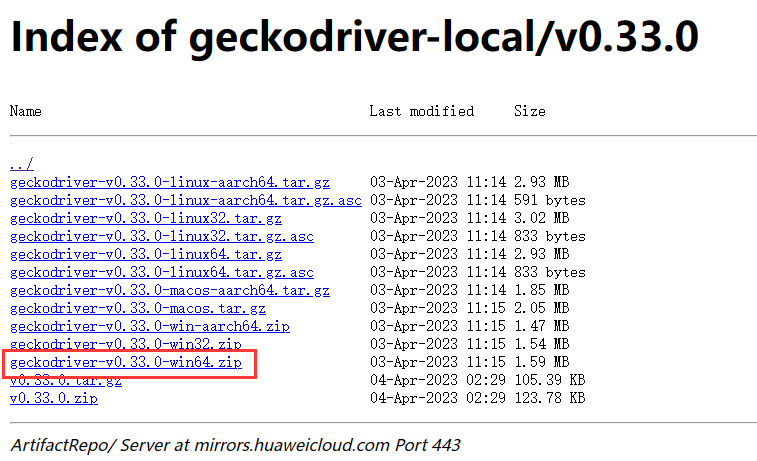 Index of geckodriver-local/v0.33.0
Name Last modified Size
../
geckodriver-v0.33.0-linux-aarch64.tar.gz 03-Apr-2023 11:14 2.93 MB
geckodriver-v0.33.0-linux-aarch64.tar.gz.asc 03-Apr-2023 11:14 591 bytes
geckodriver-v0.33.0-linux32.tar.gz 03-Apr-2023 11:14 3.02 MB
geckodriver-v0.33.0-linux32.tar.gz.asc 03-Apr-2023 11:14 833 bytes
geckodriver-v0.33.0-linux64.tar.gz 03-Apr-2023 11:14 2.93 MB
geckodriver-v0.33.0-linux64.tar.gz.asc 03-Apr-2023 11:14 833 bytes
geckodriver-v0.33.0-macos-aarch64.tar.gz 03-Apr-2023 11:14 1.85 MB
geckodriver-v0.33.0-macos.tar.gz 03-Apr-2023 11:15 2.05 MB
geckodriver-v0.33.0-win-aarch64.zip 03-Apr-2023 11:15 1.47 MB
geckodriver-v0.33.0-win32.zip 03-Apr-2023 11:15 1.54 MB
geckodriver-v0.33.0-win64.zip 03-Apr-2023 11:15 1.59 MB
v0.33.0.tar.gz 04-Apr-2023 02:29 105.39 KB
v0.33.0.zip 04-Apr-2023 02:29 123.78 KB
ArtifactRepo/ Server at mirrors.huaweicloud.com Port 443